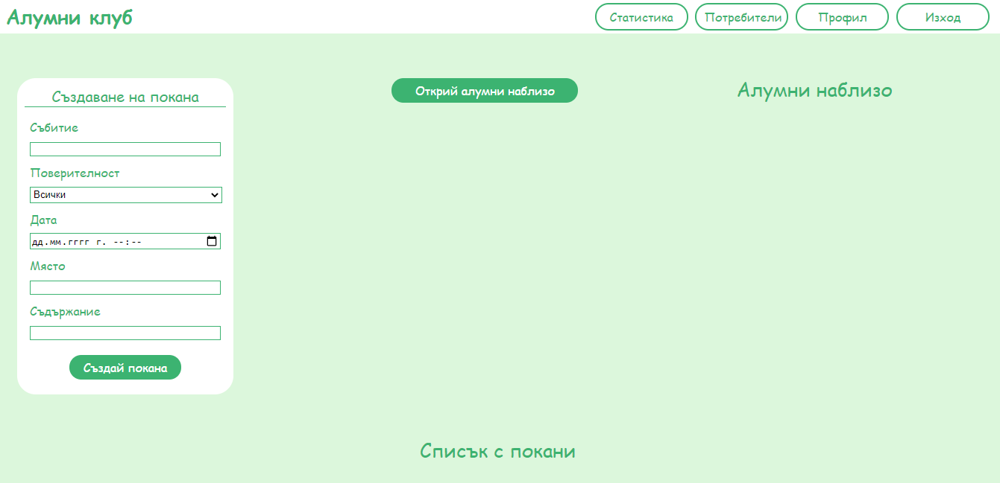 Алумни клуб
Статистика
Потребители
Профил
Изход
Създаване на покана
Събитие
Поверителност
Всички
Дата
дд.мм.гггг г. --:--
Място
Съдържание
Създай покана
Открий алумни наблизо
Алумни наблизо
Списък с покани